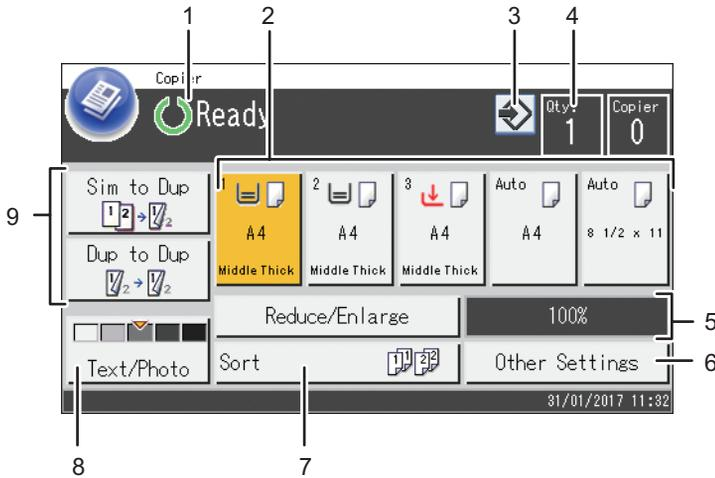 1 2 3 4
Copier
Ready
Qty.
1
Copier
0
9
Sim to Dup
1 2 1/2
Dup to Dup
1/2 1/2
1
A4
Middle Thick
2
A4
Middle Thick
3
A4
Middle Thick
Auto
A4
Auto
8 1/2 x 11
Reduce/Enlarge 100%
5
Text/Photo
Sort 1 1 2 2
Other Settings
6
31/01/2017 11:32
8 7